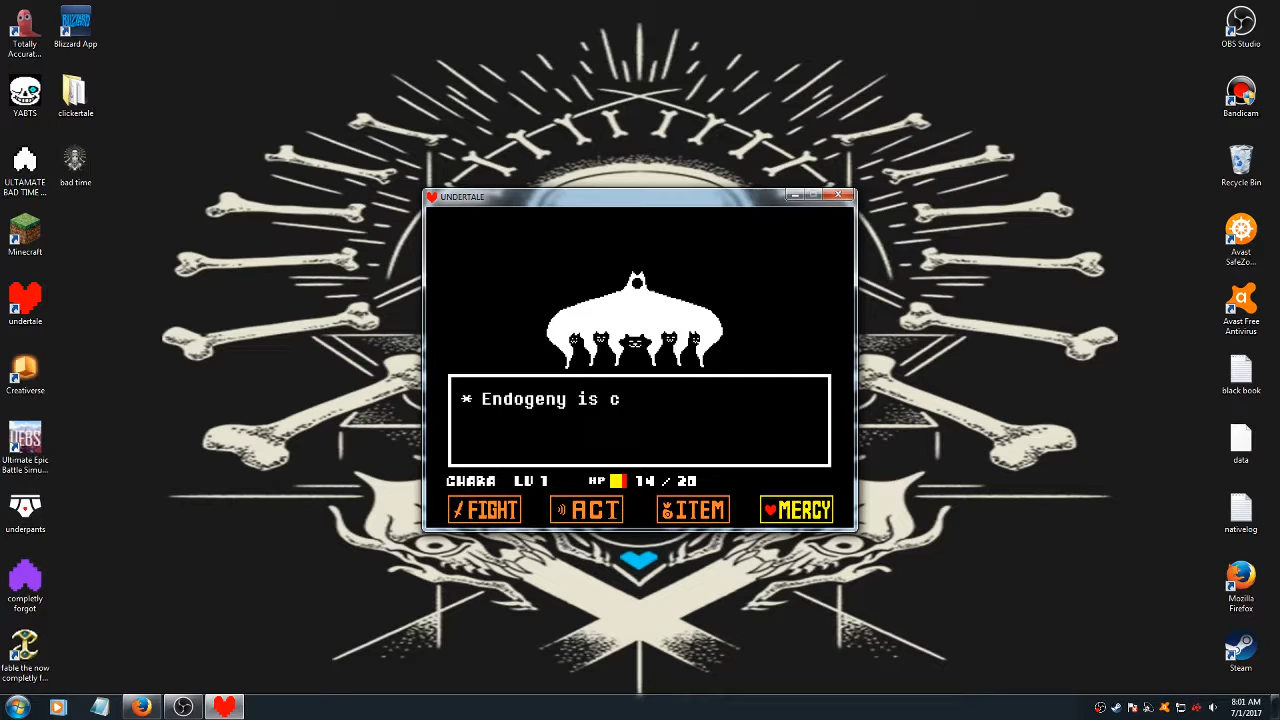 Totally
Accurat...
Blizzard App
BLIZZARD
YABTS
clickertale
ULTAMATE
BAD TIME ...
bad time
Minecraft
undertale
Creativerse
UEBS
Ultimate Epic
Battle Simu...
underpants
completly
forgot
fable the now
completly f...
UNDERTALE
* Endogeny is c
CHARA LV 1 HP 14 / 20
FIGHT ACT ITEM MERCY
OBS Studio
Bandicam
Recycle Bin
Avast
SafeZo...
Avast Free
Antivirus
black book
data
nativelog
Mozilla
Firefox
Steam
8:01 AM
7/1/2017